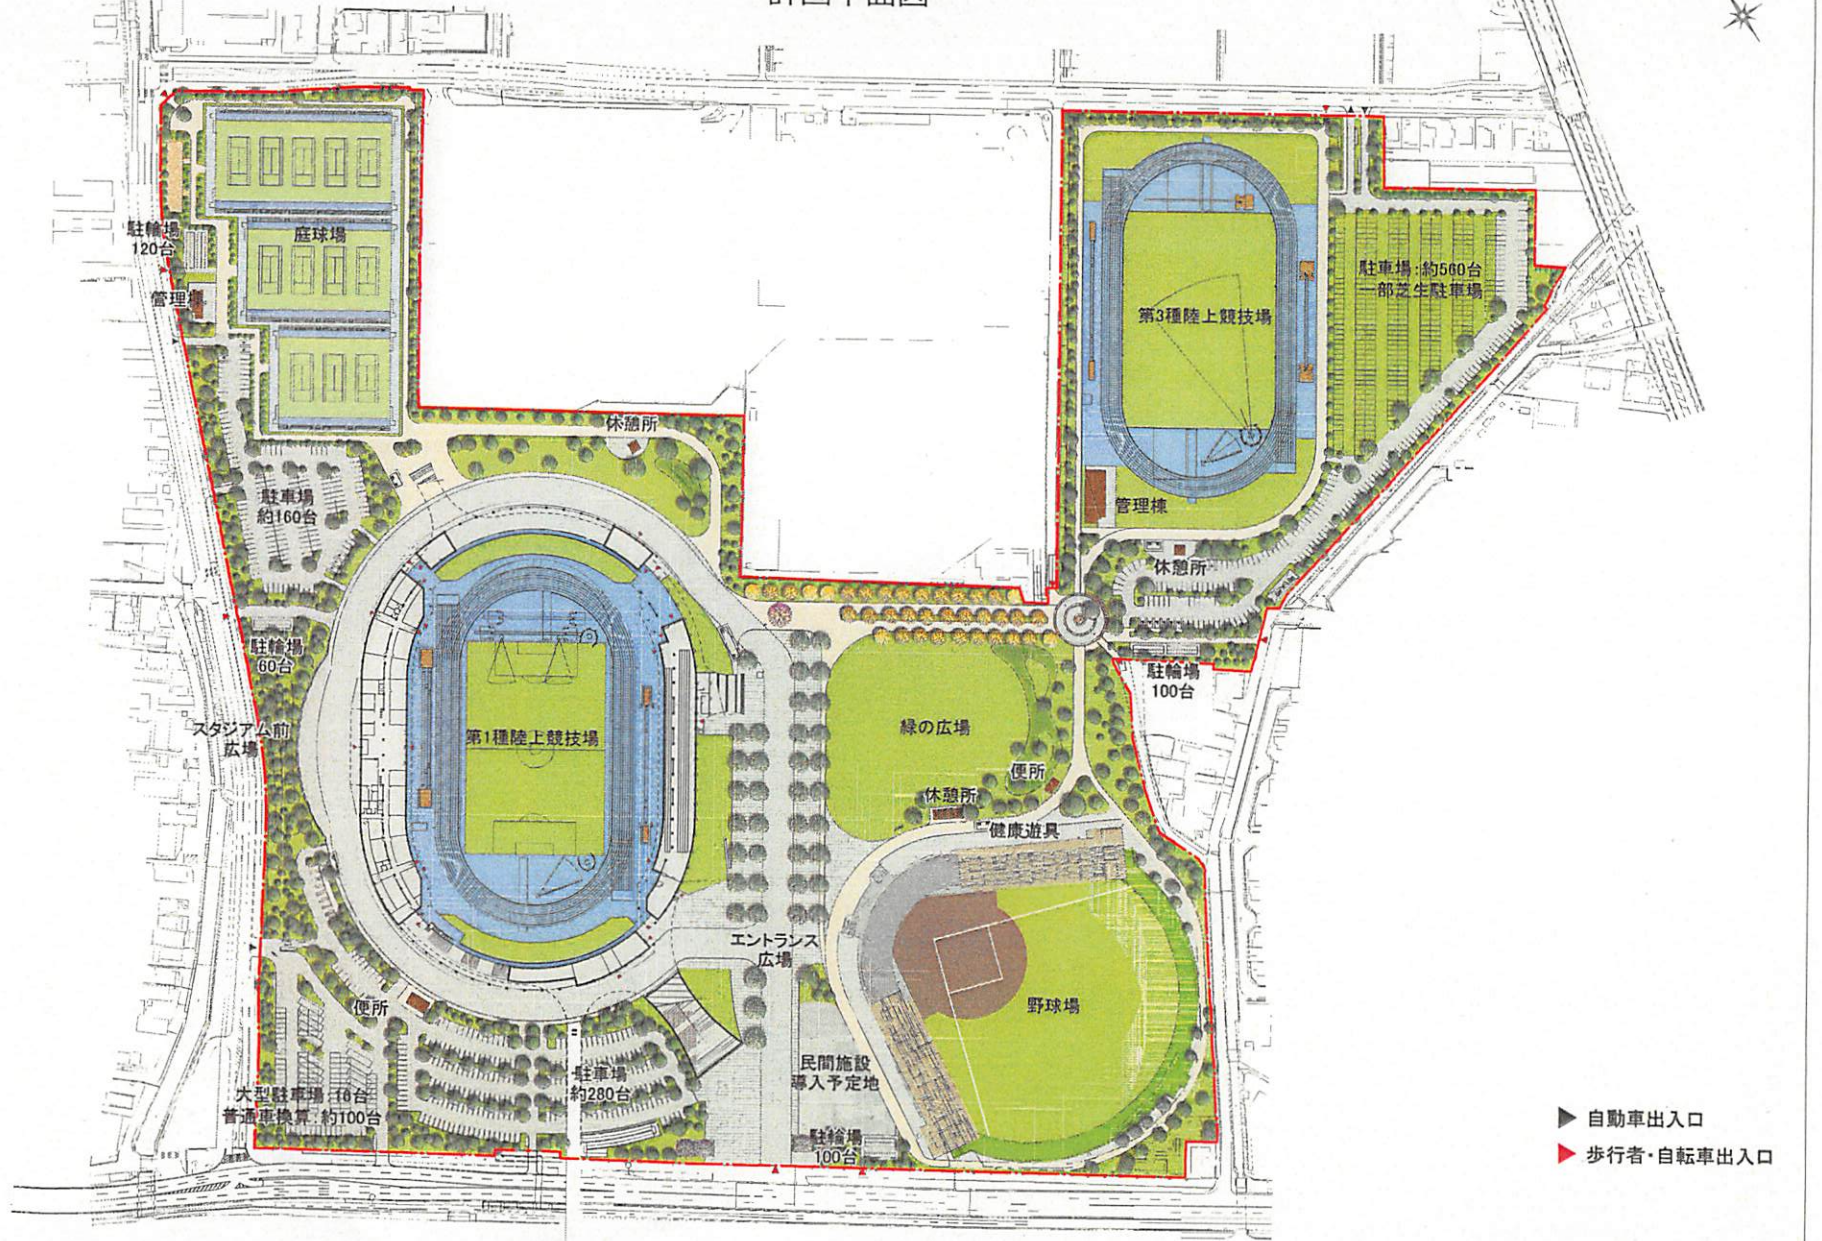 計画平面図
駐輪場
120台
庭球場
管理棟
駐車場:約560台
一部芝生駐車場
第3種陸上競技場
休憩所
駐車場
約160台
管理棟
休憩所
駐輪場
60台
駐輪場
100台
スタジアム前
広場
第1種陸上競技場
緑の広場
便所
休憩所
健康遊具
エントランス
広場
便所
野球場
民間施設
導入予定地
駐車場
約280台
大型駐車場:18台
普通車換算:約100台
駐輪場
100台
自動車出入口
歩行者・自転車出入口